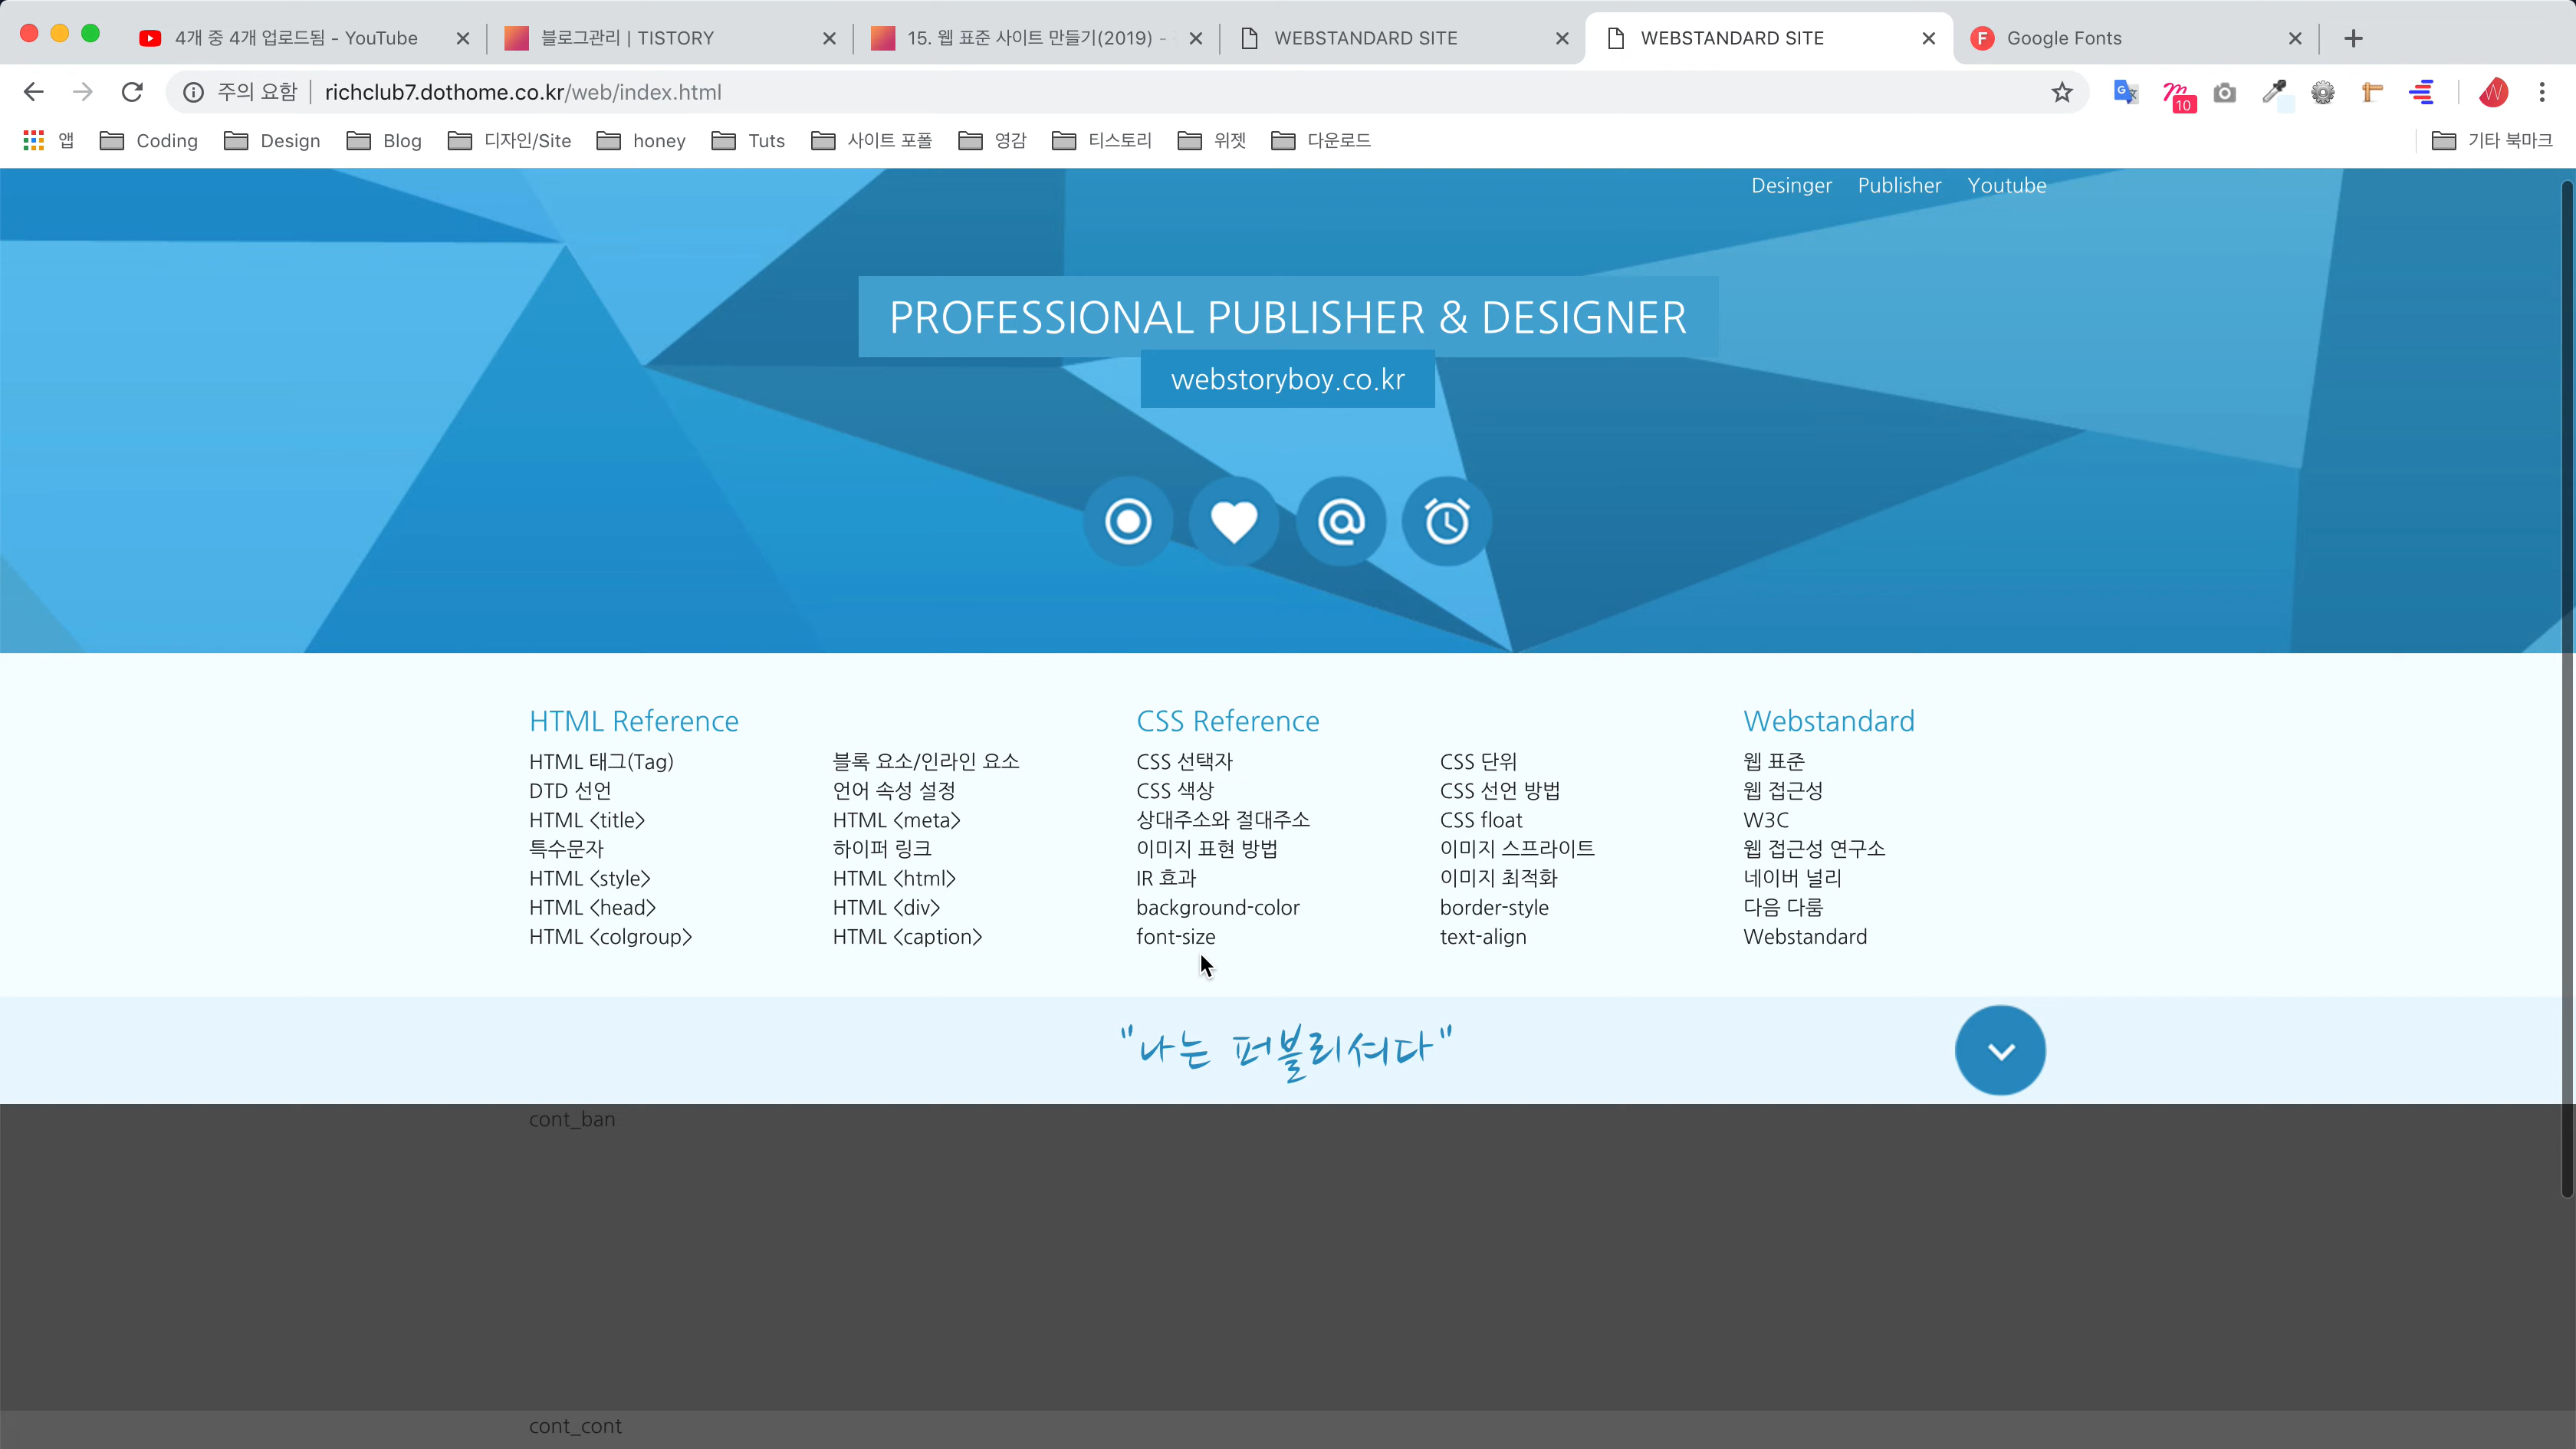 4개 중 4개 업로드됨 - YouTube
블로그관리 | TISTORY
15. 웹 표준 사이트 만들기(2019) -
WEBSTANDARD SITE
WEBSTANDARD SITE
Google Fonts
주의 요함 richclub7.dothome.co.kr/web/index.html
10
앱 Coding Design Blog 디자인/Site honey Tuts 사이트 포폴 영감 티스토리 위젯 다운로드 기타 북마크
Desinger Publisher Youtube
PROFESSIONAL PUBLISHER & DESIGNER
webstoryboy.co.kr
HTML Reference
HTML 태그(Tag)
DTD 선언
HTML <title>
특수문자
HTML <style>
HTML <head>
HTML <colgroup>
블록 요소/인라인 요소
언어 속성 설정
HTML <meta>
하이퍼 링크
HTML <html>
HTML <div>
HTML <caption>
CSS Reference
CSS 선택자
CSS 색상
상대주소와 절대주소
이미지 표현 방법
IR 효과
background-color
font-size
CSS 단위
CSS 선언 방법
CSS float
이미지 스프라이트
이미지 최적화
border-style
text-align
Webstandard
웹 표준
웹 접근성
W3C
웹 접근성 연구소
네이버 널리
다음 다룸
Webstandard
"나는 퍼블리셔다"
cont_ban
cont_cont